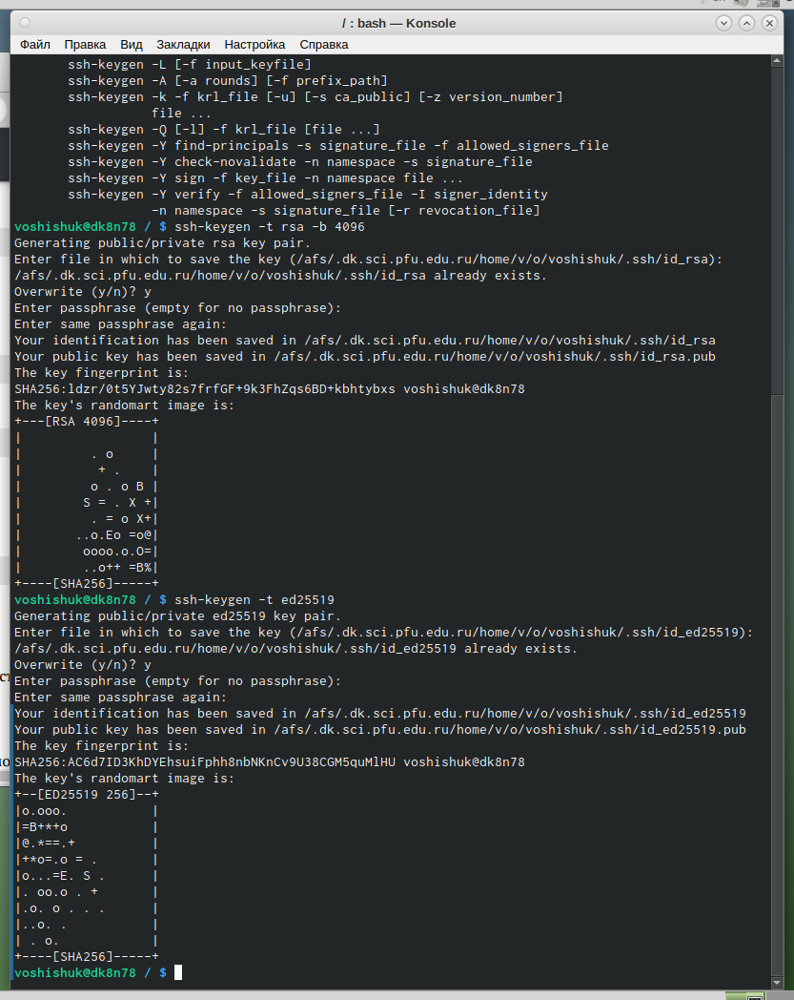 / : bash — Konsole
Файл Правка Вид Закладки Настройка Справка
       ssh-keygen -L [-f input_keyfile]
       ssh-keygen -A [-a rounds] [-f prefix_path]
       ssh-keygen -k -f krl_file [-u] [-s ca_public] [-z version_number]
                  file ...
       ssh-keygen -Q [-l] -f krl_file [file ...]
       ssh-keygen -Y find-principals -s signature_file -f allowed_signers_file
       ssh-keygen -Y check-novalidate -n namespace -s signature_file
       ssh-keygen -Y sign -f key_file -n namespace file ...
       ssh-keygen -Y verify -f allowed_signers_file -I signer_identity
                  -n namespace -s signature_file [-r revocation_file]
voshishuk@dk8n78 / $ ssh-keygen -t rsa -b 4096
Generating public/private rsa key pair.
Enter file in which to save the key (/afs/.dk.sci.pfu.edu.ru/home/v/o/voshishuk/.ssh/id_rsa):
/afs/.dk.sci.pfu.edu.ru/home/v/o/voshishuk/.ssh/id_rsa already exists.
Overwrite (y/n)? y
Enter passphrase (empty for no passphrase):
Enter same passphrase again:
Your identification has been saved in /afs/.dk.sci.pfu.edu.ru/home/v/o/voshishuk/.ssh/id_rsa
Your public key has been saved in /afs/.dk.sci.pfu.edu.ru/home/v/o/voshishuk/.ssh/id_rsa.pub
The key fingerprint is:
SHA256:ldzr/0t5YJwty82s7frfGF+9k3FhZqs6BD+kbhtybxs voshishuk@dk8n78
The key's randomart image is:
+---[RSA 4096]----+
|                 |
|         . o     |
|          + .    |
|         o . o B |
|        S = . X +|
|         . = o X+|
|       ..o.Eo =o@|
|        oooo.o.O=|
|        ..o++ =B%|
+----[SHA256]-----+
voshishuk@dk8n78 / $ ssh-keygen -t ed25519
Generating public/private ed25519 key pair.
Enter file in which to save the key (/afs/.dk.sci.pfu.edu.ru/home/v/o/voshishuk/.ssh/id_ed25519):
/afs/.dk.sci.pfu.edu.ru/home/v/o/voshishuk/.ssh/id_ed25519 already exists.
Overwrite (y/n)? y
Enter passphrase (empty for no passphrase):
Enter same passphrase again:
Your identification has been saved in /afs/.dk.sci.pfu.edu.ru/home/v/o/voshishuk/.ssh/id_ed25519
Your public key has been saved in /afs/.dk.sci.pfu.edu.ru/home/v/o/voshishuk/.ssh/id_ed25519.pub
The key fingerprint is:
SHA256:AC6d7ID3KhDYEhsuiFphh8nbNKnCv9U38CGM5quMlHU voshishuk@dk8n78
The key's randomart image is:
+--[ED25519 256]--+
|o.ooo.           |
|=B+*+o           |
|@.*==.+          |
|+*o=.o = .       |
|o...=E. S .      |
|. oo.o . +       |
|.o. o . . .      |
|..o. .           |
| . o.            |
+----[SHA256]-----+
voshishuk@dk8n78 / $